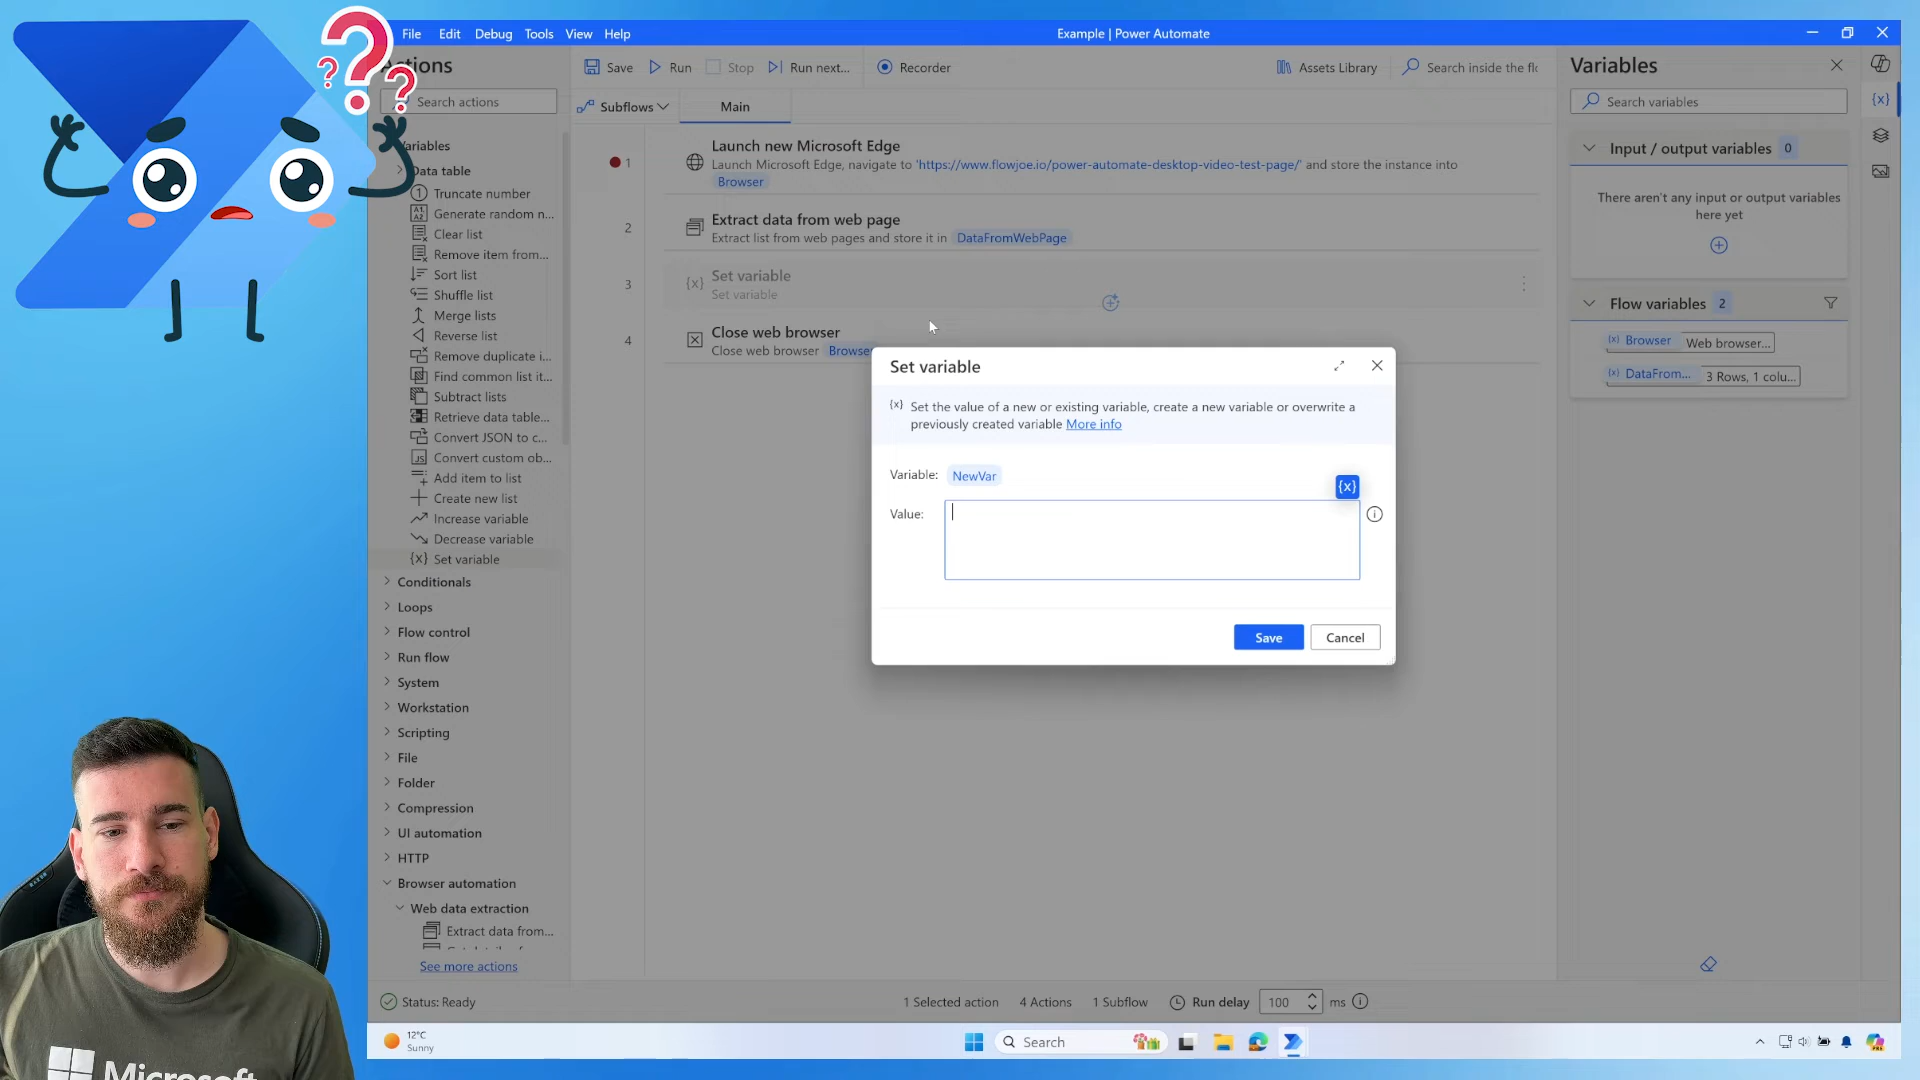 File Edit Debug Tools View Help
Example | Power Automate
Actions
Search actions
Variables
Data table
Truncate number
Generate random n...
Clear list
Remove item from...
Sort list
Shuffle list
Merge lists
Reverse list
Remove duplicate i...
Find common list it...
Subtract lists
Retrieve data table...
Convert JSON to c...
Convert custom ob...
Add item to list
Create new list
Increase variable
Decrease variable
{x} Set variable
Conditionals
Loops
Flow control
Run flow
System
Workstation
Scripting
File
Folder
Compression
UI automation
HTTP
Browser automation
Web data extraction
Extract data from...
See more actions
Save Run Stop Run next... Recorder
Assets Library Search inside the flo
Subflows Main
1 Launch new Microsoft Edge
Launch Microsoft Edge, navigate to 'https://www.flowjoe.io/power-automate-desktop-video-test-page/' and store the instance into
Browser
2 Extract data from web page
Extract list from web pages and store it in DataFromWebPage
3 {x} Set variable
Set variable
4 Close web browser
Close web browser Browser
Set variable
{x} Set the value of a new or existing variable, create a new variable or overwrite a
previously created variable More info
Variable: NewVar
{x}
Value:
Save Cancel
Variables
{x}
Search variables
Input / output variables 0
There aren't any input or output variables
here yet
Flow variables 2
{x} Browser Web browser...
{x} DataFrom... 3 Rows, 1 colu...
Status: Ready
1 Selected action 4 Actions 1 Subflow Run delay 100 ms
12°C
Sunny
Search
Microsoft